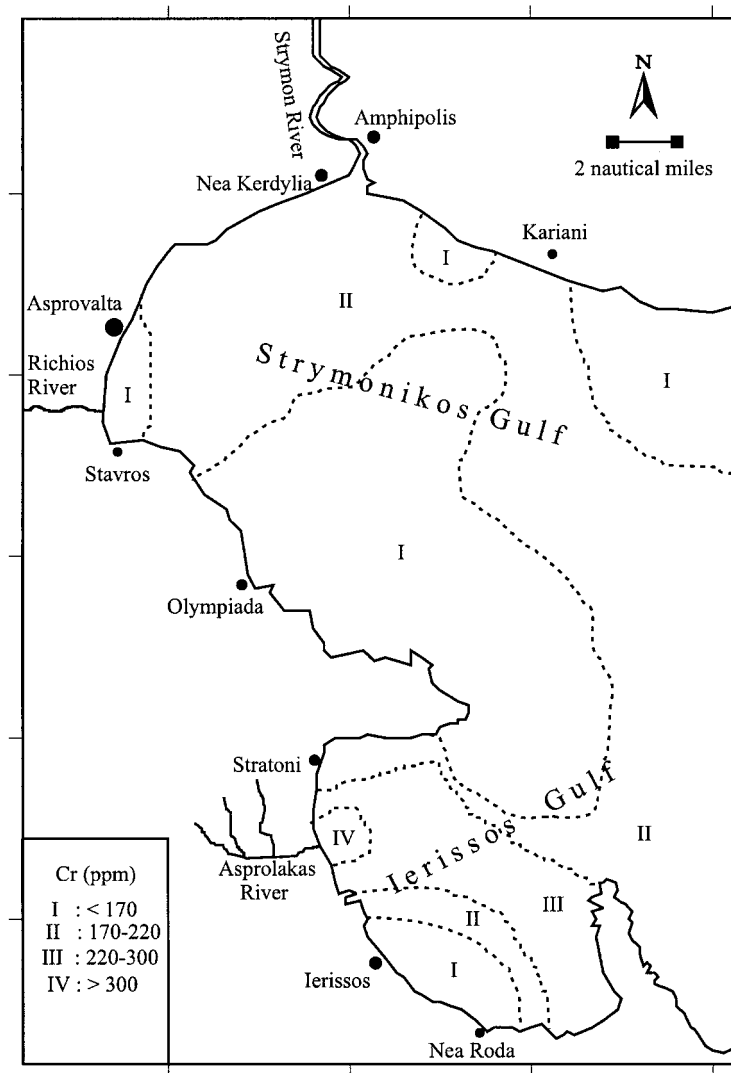 N
2 nautical miles
Strymon River
Amphipolis
Nea Kerdylia
Kariani
I
II
Asprovalta
Richios
River
I
I
Strymonikos Gulf
Stavros
I
Olympiada
Stratoni
Ierissos Gulf
II
IV
Asprolakas
River
III
II
I
Ierissos
Nea Roda
Cr (ppm)
I : < 170
II : 170-220
III : 220-300
IV : > 300